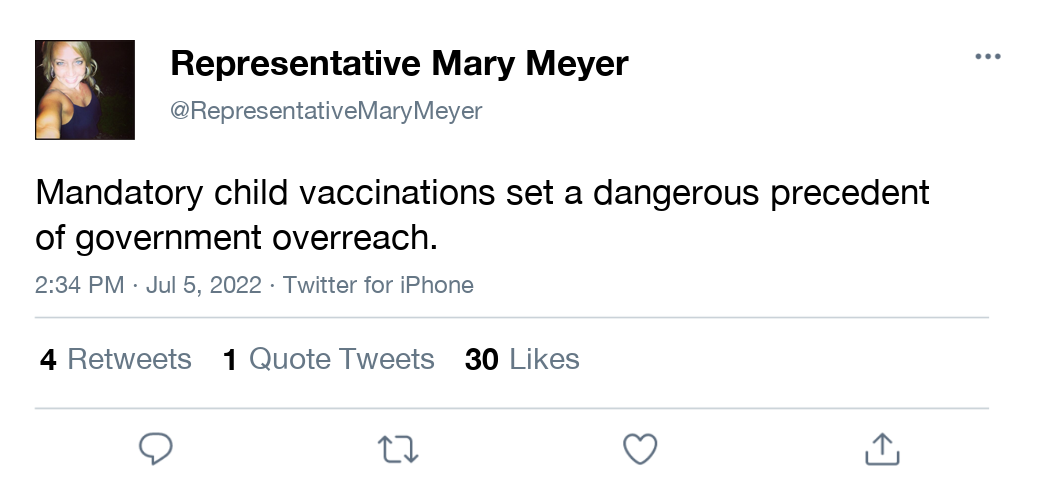 Representative Mary Meyer
@RepresentativeMaryMeyer
Mandatory child vaccinations set a dangerous precedent
of government overreach.
2:34 PM · Jul 5, 2022 · Twitter for iPhone
4 Retweets 1 Quote Tweets 30 Likes